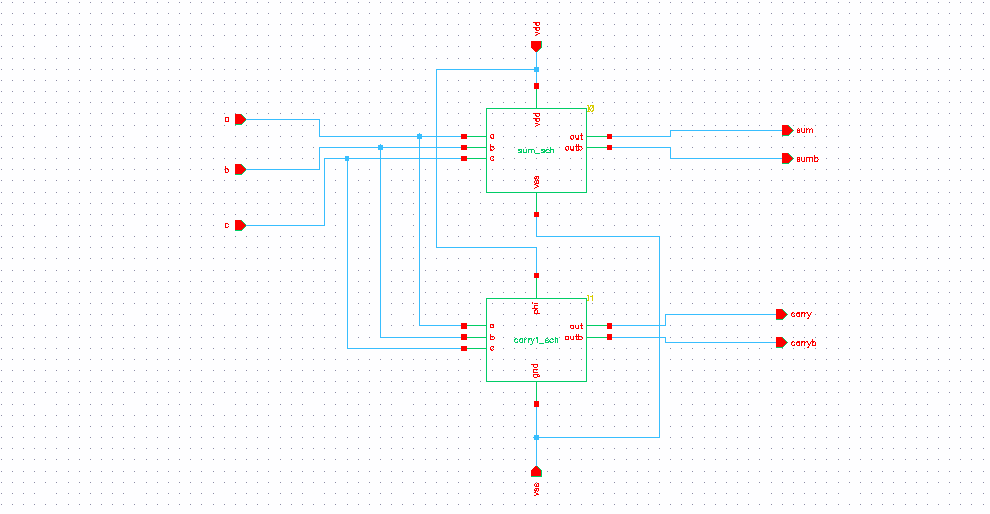 vdd
I0
a
vdd
a
out
sum
b
outb
sum_sch
c
sumb
b
vss
c
I1
phi
carry
a
out
b
outb
carry1_sch
carryb
c
gnd
vss